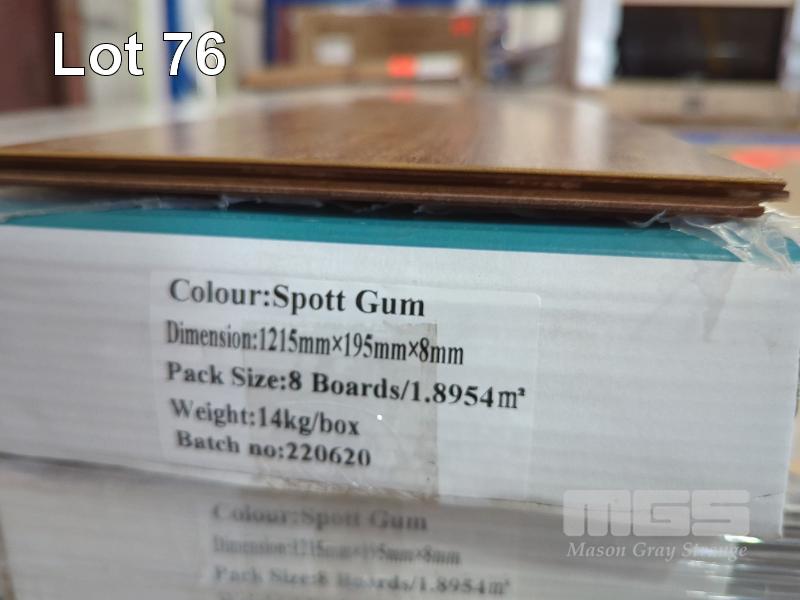 Lot 76
Colour:Spott Gum
Dimension:1215mm×195mm×8mm
Pack Size:8 Boards/1.8954m²
Weight:14kg/box
Batch no:220620
MGS
Mason Gray Strange
Colour:Spott Gum
Dimension:1215mm×195mm×8mm
Pack Size:8 Boards/1.8954m²